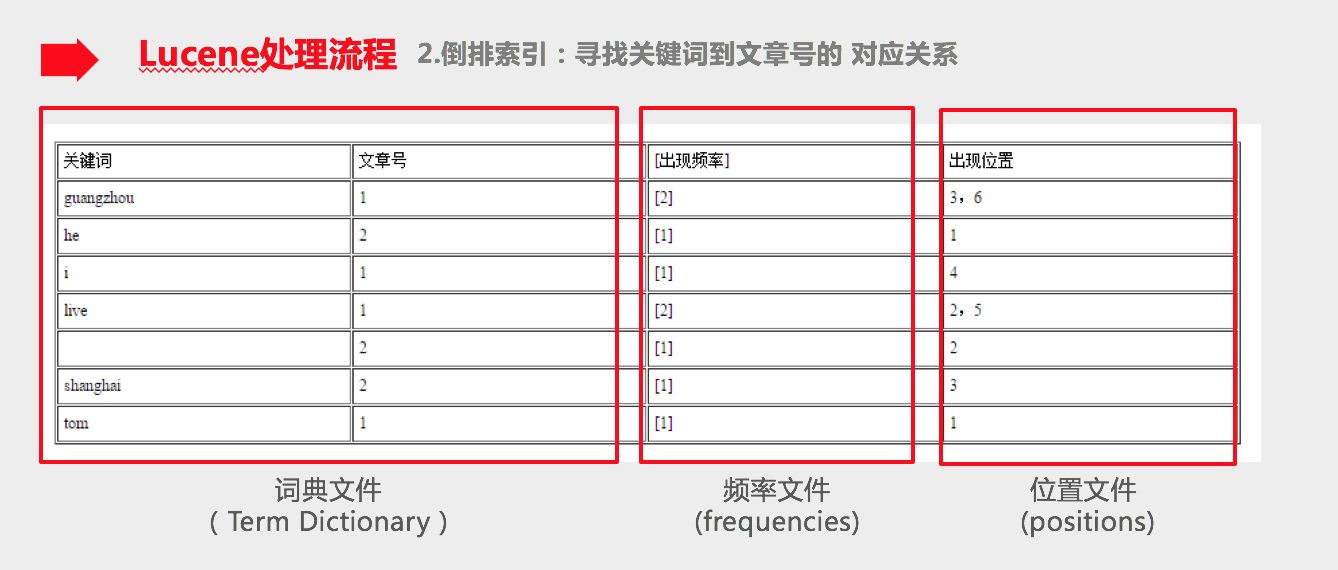 Lucene处理流程 2.倒排索引：寻找关键词到文章号的 对应关系
关键词 文章号 [出现频率] 出现位置
guangzhou 1 [2] 3，6
he 2 [1] 1
i 1 [1] 4
live 1 [2] 2，5
2 [1] 2
shanghai 2 [1] 3
tom 1 [1] 1
词典文件 频率文件 位置文件
( Term Dictionary ) (frequencies) (positions)